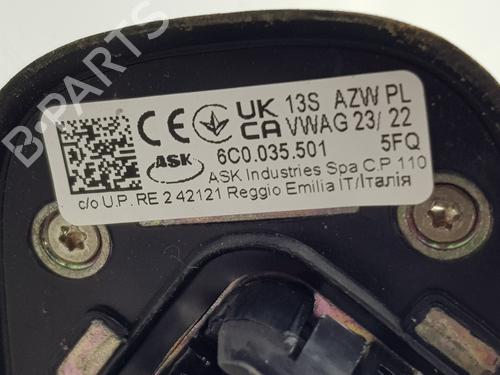 B-PARTS
CE UK CA 13S AZW PL
VWAG 23/ 22
ASK 6C0.035.501 5FQ
ASK Industries Spa C.P 110
c/o U.P. RE 2 42121 Reggio Emilia IT/Італія